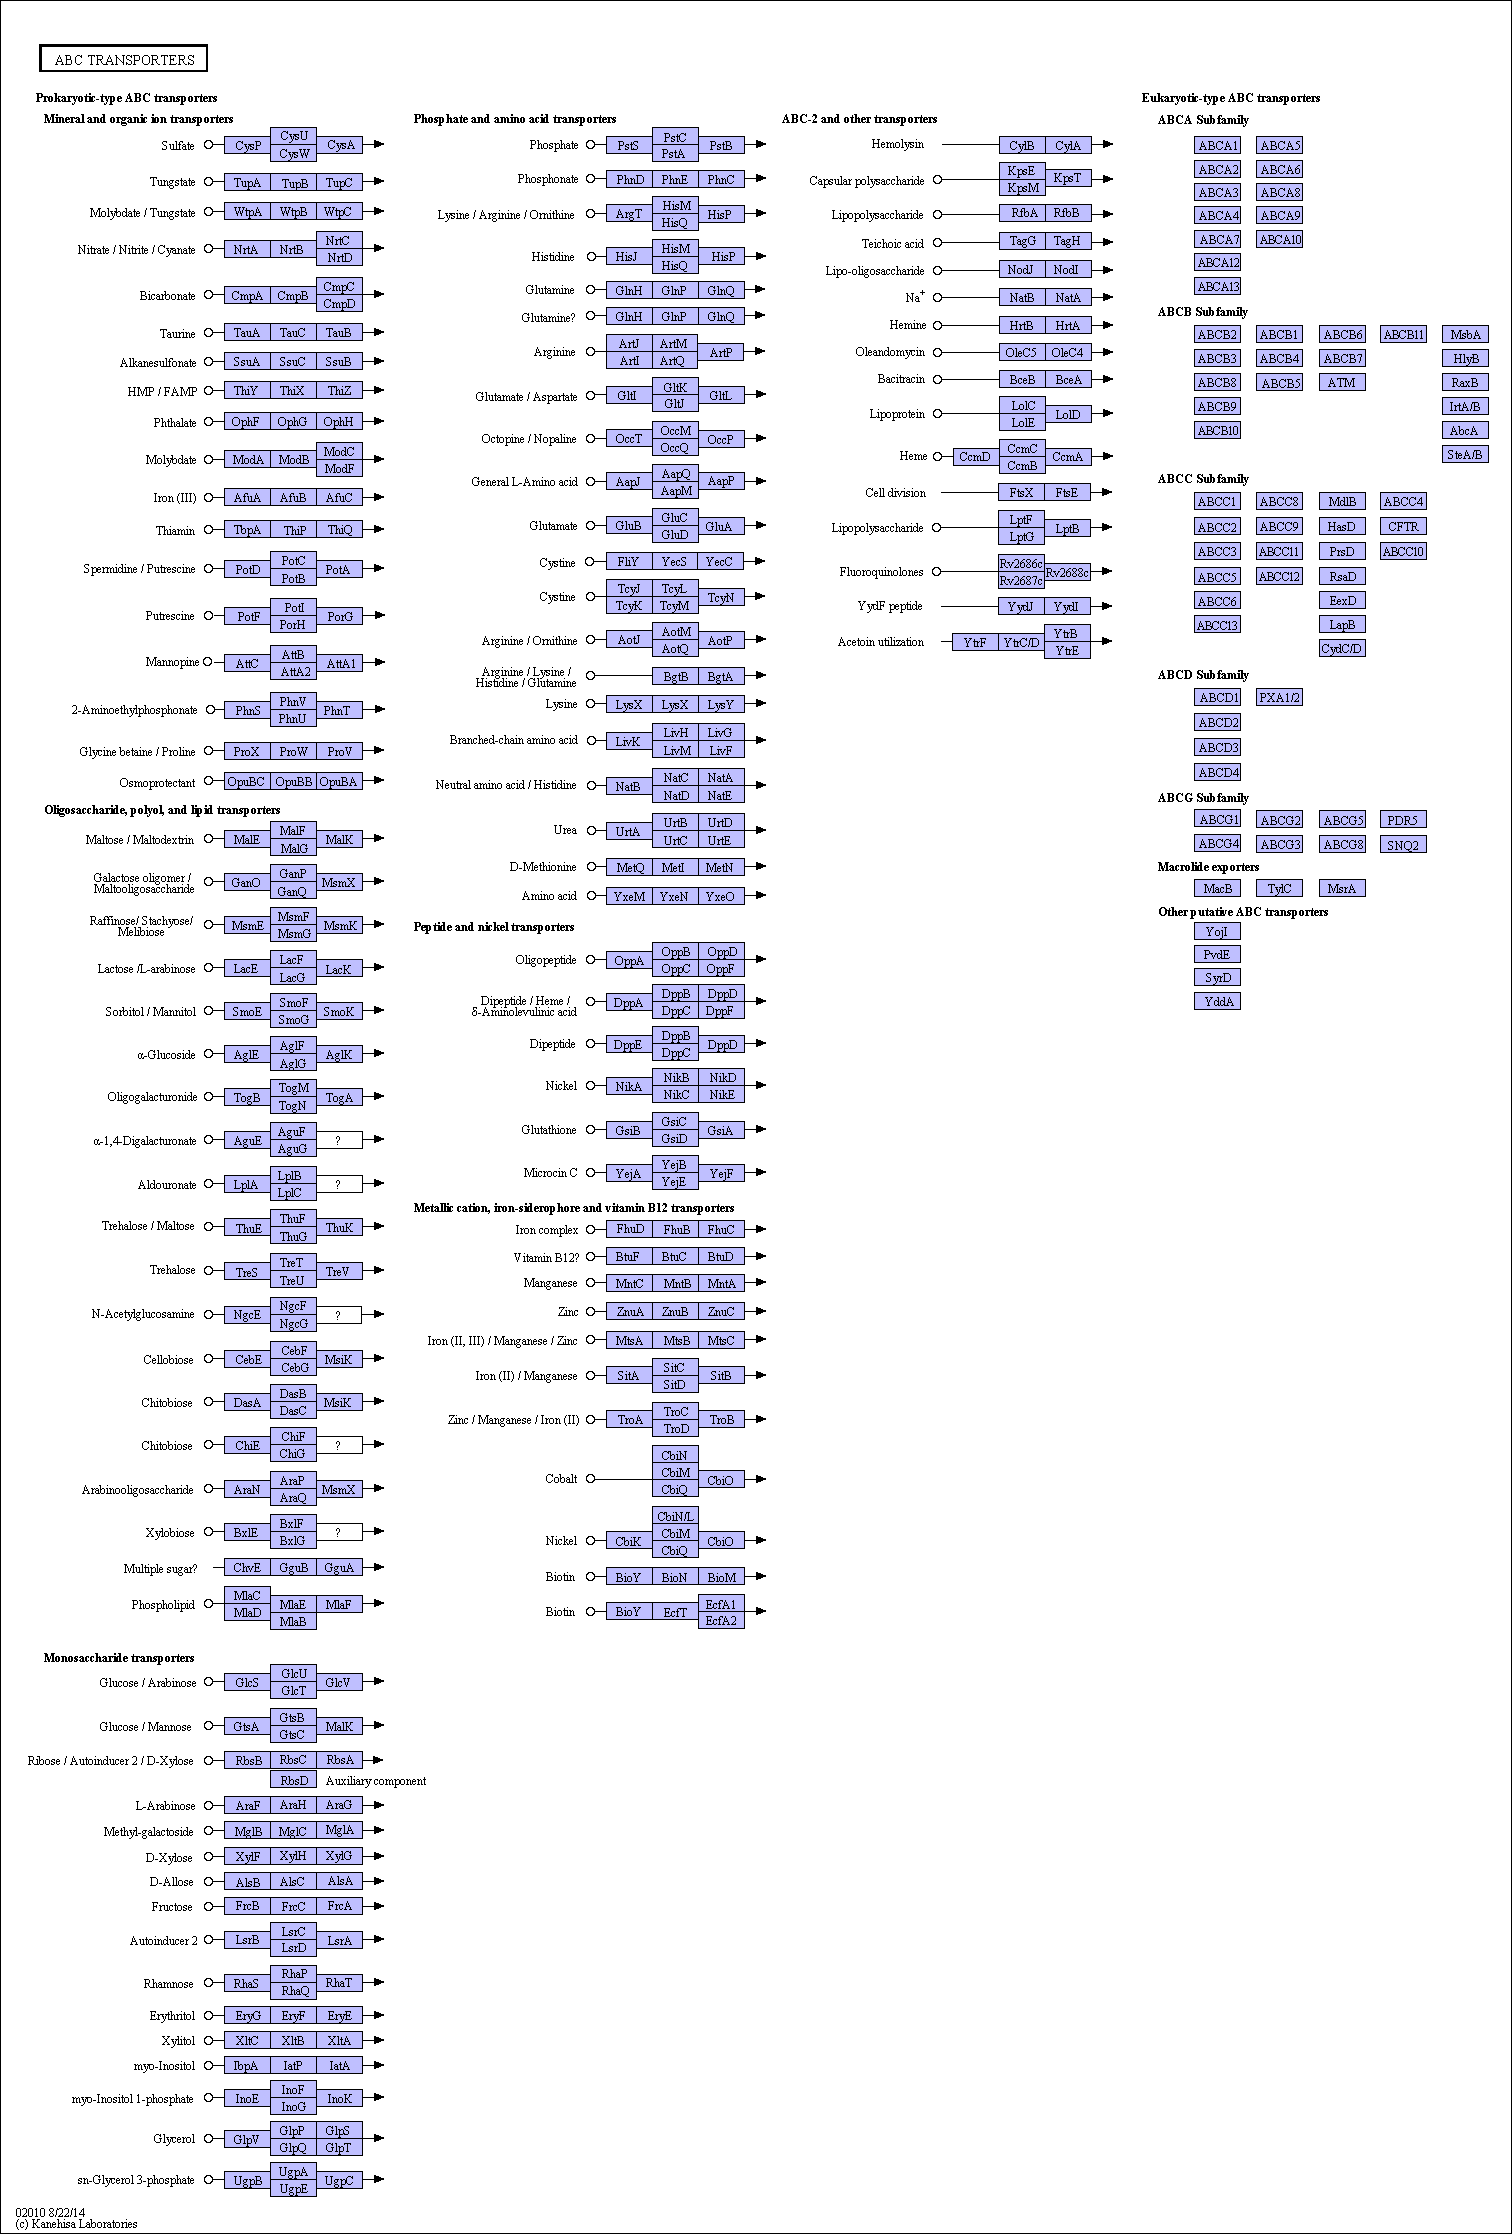 ABC TRANSPORTERS
Prokaryotic-type ABC transporters
Mineral and organic ion transporters
Sulfate CysP CysU CysW CysA
Tungstate TupA TupB TupC
Molybdate / Tungstate WtpA WtpB WtpC
Nitrate / Nitrite / Cyanate NrtA NrtB NrtC NrtD
Bicarbonate CmpA CmpB CmpC CmpD
Taurine TauA TauC TauB
Alkanesulfonate SsuA SsuC SsuB
HMP / FAMP ThiY ThiX ThiZ
Phthalate OphF OphG OphH
Molybdate ModA ModB ModC ModF
Iron (III) AfuA AfuB AfuC
Thiamin TbpA ThiP ThiQ
Spermidine / Putrescine PotD PotC PotB PotA
Putrescine PotF PotI PorH PorG
Mannopine AttC AttB AttA2 AttA1
2-Aminoethylphosphonate PhnS PhnV PhnU PhnT
Glycine betaine / Proline ProX ProW ProV
Osmoprotectant OpuBC OpuBB OpuBA
Oligosaccharide, polyol, and lipid transporters
Maltose / Maltodextrin MalE MalF MalG MalK
Galactose oligomer / Maltooligosaccharide GanO GanP GanQ MsmX
Raffinose/ Stachyose/ Melibiose MsmE MsmF MsmG MsmK
Lactose /L-arabinose LacE LacF LacG LacK
Sorbitol / Mannitol SmoE SmoF SmoG SmoK
α-Glucoside AglE AglF AglG AglK
Oligogalacturonide TogB TogM TogN TogA
α-1,4-Digalacturonate AguE AguF AguG ?
Aldouronate LplA LplB LplC ?
Trehalose / Maltose ThuE ThuF ThuG ThuK
Trehalose TreS TreT TreU TreV
N-Acetylglucosamine NgcE NgcF NgcG ?
Cellobiose CebE CebF CebG MsiK
Chitobiose DasA DasB DasC MsiK
Chitobiose ChiE ChiF ChiG ?
Arabinooligosaccharide AraN AraP AraQ MsmX
Xylobiose BxlE BxlF BxlG ?
Multiple sugar? ChvE GguB GguA
Phospholipid MlaC MlaD MlaE MlaB MlaF
Monosaccharide transporters
Glucose / Arabinose GlcS GlcU GlcT GlcV
Glucose / Mannose GtsA GtsB GtsC MalK
Ribose / Autoinducer 2 / D-Xylose RbsB RbsC RbsA
RbsD Auxiliary component
L-Arabinose AraF AraH AraG
Methyl-galactoside MglB MglC MglA
D-Xylose XylF XylH XylG
D-Allose AlsB AlsC AlsA
Fructose FrcB FrcC FrcA
Autoinducer 2 LsrB LsrC LsrD LsrA
Rhamnose RhaS RhaP RhaQ RhaT
Erythritol EryG EryF EryE
Xylitol XltC XltB XltA
myo-Inositol IbpA IatP IatA
myo-Inositol 1-phosphate InoE InoF InoG InoK
Glycerol GlpV GlpP GlpQ GlpS GlpT
sn-Glycerol 3-phosphate UgpB UgpA UgpE UgpC
Phosphate and amino acid transporters
Phosphate PstS PstC PstA PstB
Phosphonate PhnD PhnE PhnC
Lysine / Arginine / Ornithine ArgT HisM HisQ HisP
Histidine HisJ HisM HisQ HisP
Glutamine GlnH GlnP GlnQ
Glutamine? GlnH GlnP GlnQ
Arginine ArtJ ArtI ArtM ArtQ ArtP
Glutamate / Aspartate GltI GltK GltJ GltL
Octopine / Nopaline OccT OccM OccQ OccP
General L-Amino acid AapJ AapQ AapM AapP
Glutamate GluB GluC GluD GluA
Cystine FliY YecS YecC
Cystine TcyJ TcyK TcyL TcyM TcyN
Arginine / Ornithine AotJ AotM AotQ AotP
Arginine / Lysine / Histidine / Glutamine BgtB BgtA
Lysine LysX LysX LysY
Branched-chain amino acid LivK LivH LivM LivG LivF
Neutral amino acid / Histidine NatB NatC NatD NatA NatE
Urea UrtA UrtB UrtC UrtD UrtE
D-Methionine MetQ MetI MetN
Amino acid YxeM YxeN YxeO
Peptide and nickel transporters
Oligopeptide OppA OppB OppC OppD OppF
Dipeptide / Heme / δ-Aminolevulinic acid DppA DppB DppC DppD DppF
Dipeptide DppE DppB DppC DppD
Nickel NikA NikB NikC NikD NikE
Glutathione GsiB GsiC GsiD GsiA
Microcin C YejA YejB YejE YejF
Metallic cation, iron-siderophore and vitamin B12 transporters
Iron complex FhuD FhuB FhuC
Vitamin B12? BtuF BtuC BtuD
Manganese MntC MntB MntA
Zinc ZnuA ZnuB ZnuC
Iron (II, III) / Manganese / Zinc MtsA MtsB MtsC
Iron (II) / Manganese SitA SitC SitD SitB
Zinc / Manganese / Iron (II) TroA TroC TroD TroB
Cobalt CbiN CbiM CbiQ CbiO
Nickel CbiK CbiN/L CbiM CbiQ CbiO
Biotin BioY BioN BioM
Biotin BioY EcfT EcfA1 EcfA2
ABC-2 and other transporters
Hemolysin CylB CylA
Capsular polysaccharide KpsE KpsM KpsT
Lipopolysaccharide RfbA RfbB
Teichoic acid TagG TagH
Lipo-oligosaccharide NodJ NodI
Na+ NatB NatA
Hemine HrtB HrtA
Oleandomycin OleC5 OleC4
Bacitracin BceB BceA
Lipoprotein LolC LolE LolD
Heme CcmD CcmC CcmB CcmA
Cell division FtsX FtsE
Lipopolysaccharide LptF LptG LptB
Fluoroquinolones Rv2686c Rv2687c Rv2688c
YydF peptide YydJ YydI
Acetoin utilization YtrF YtrC/D YtrB YtrE
Eukaryotic-type ABC transporters
ABCA Subfamily
ABCA1 ABCA5
ABCA2 ABCA6
ABCA3 ABCA8
ABCA4 ABCA9
ABCA7 ABCA10
ABCA12
ABCA13
ABCB Subfamily
ABCB2 ABCB1 ABCB6 ABCB11 MsbA
ABCB3 ABCB4 ABCB7 HlyB
ABCB8 ABCB5 ATM RaxB
ABCB9 IrtA/B
ABCB10 AbcA
SteA/B
ABCC Subfamily
ABCC1 ABCC8 MdlB ABCC4
ABCC2 ABCC9 HasD CFTR
ABCC3 ABCC11 PrsD ABCC10
ABCC5 ABCC12 RsaD
ABCC6 EexD
ABCC13 LapB
CydC/D
ABCD Subfamily
ABCD1 PXA1/2
ABCD2
ABCD3
ABCD4
ABCG Subfamily
ABCG1 ABCG2 ABCG5 PDR5
ABCG4 ABCG3 ABCG8 SNQ2
Macrolide exporters
MacB TylC MsrA
Other putative ABC transporters
YojI
PvdE
SyrD
YddA
02010 8/22/14
(c) Kanehisa Laboratories